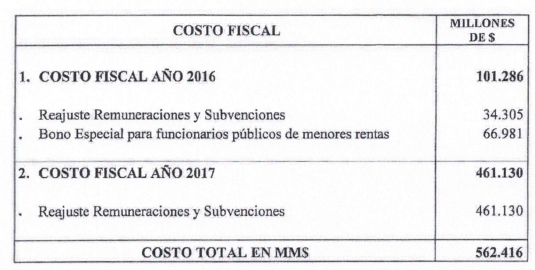 COSTO FISCAL MILLONES
DE $
1. COSTO FISCAL AÑO 2016 101.286
. Reajuste Remuneraciones y Subvenciones 34.305
. Bono Especial para funcionarios públicos de menores rentas 66.981
2. COSTO FISCAL AÑO 2017 461.130
. Reajuste Remuneraciones y Subvenciones 461.130
COSTO TOTAL EN MM$ 562.416